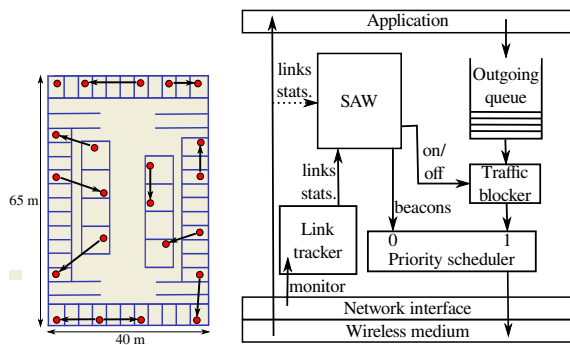 65 m
40 m
Application
links
stats.
SAW
Outgoing
queue
on/
off
links
stats.
Traffic
blocker
beacons
Link
tracker
0
1
Priority scheduler
monitor
Network interface
Wireless medium